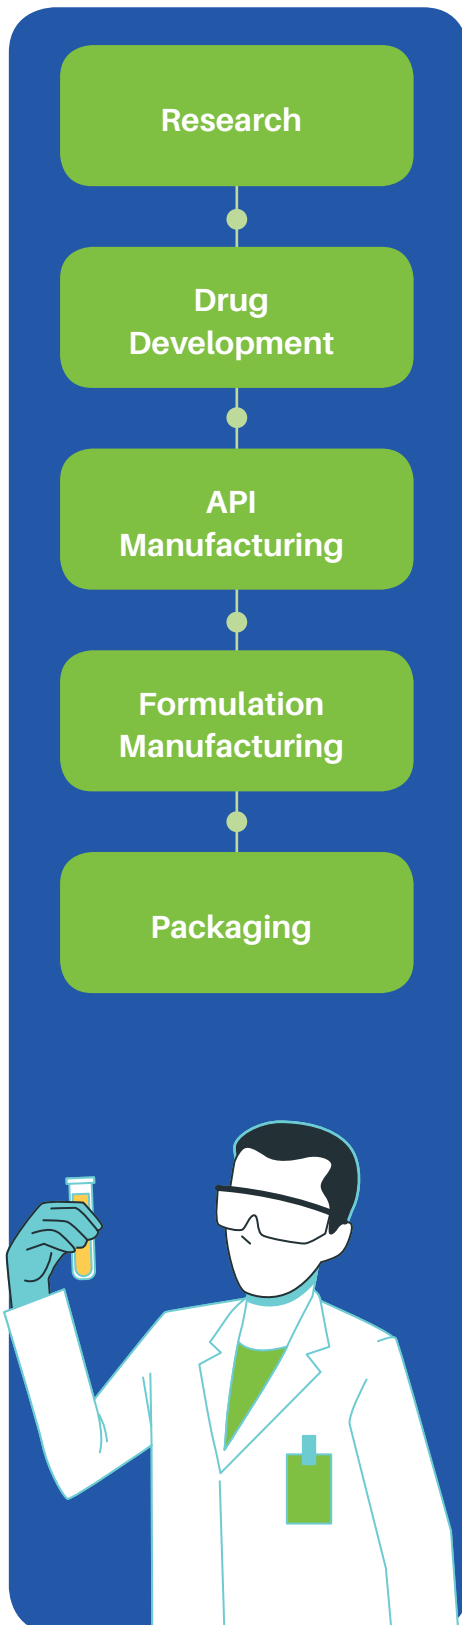 Research
Drug
Development
API
Manufacturing
Formulation
Manufacturing
Packaging